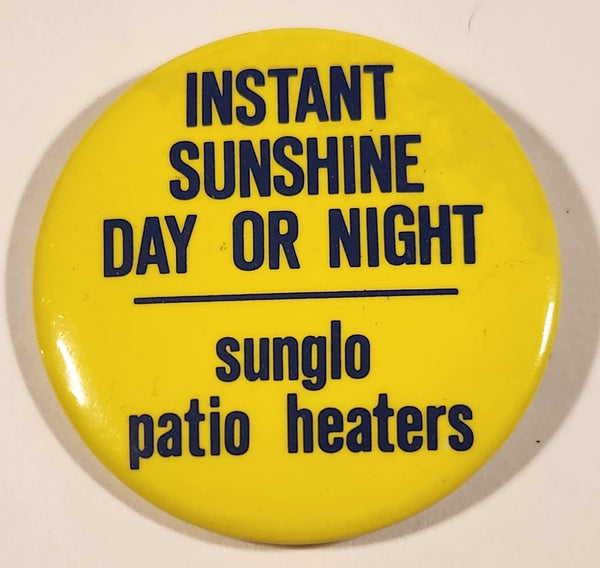 INSTANT
SUNSHINE
DAY OR NIGHT
sunglo
patio heaters